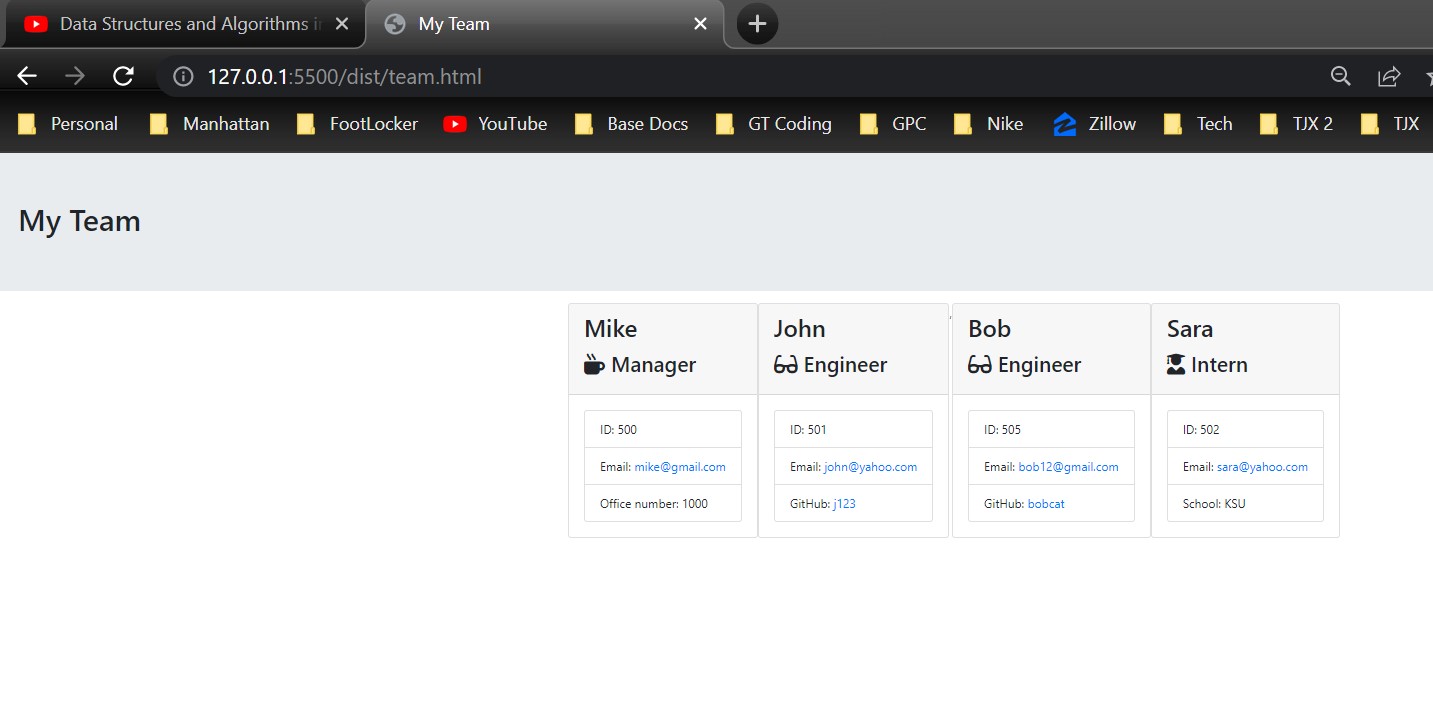 Data Structures and Algorithms i
My Team
127.0.0.1:5500/dist/team.html
Personal Manhattan FootLocker YouTube Base Docs GT Coding GPC Nike Zillow Tech TJX 2 TJX
My Team
Mike
Manager
ID: 500
Email: mike@gmail.com
Office number: 1000
John
Engineer
ID: 501
Email: john@yahoo.com
GitHub: j123
,
Bob
Engineer
ID: 505
Email: bob12@gmail.com
GitHub: bobcat
Sara
Intern
ID: 502
Email: sara@yahoo.com
School: KSU